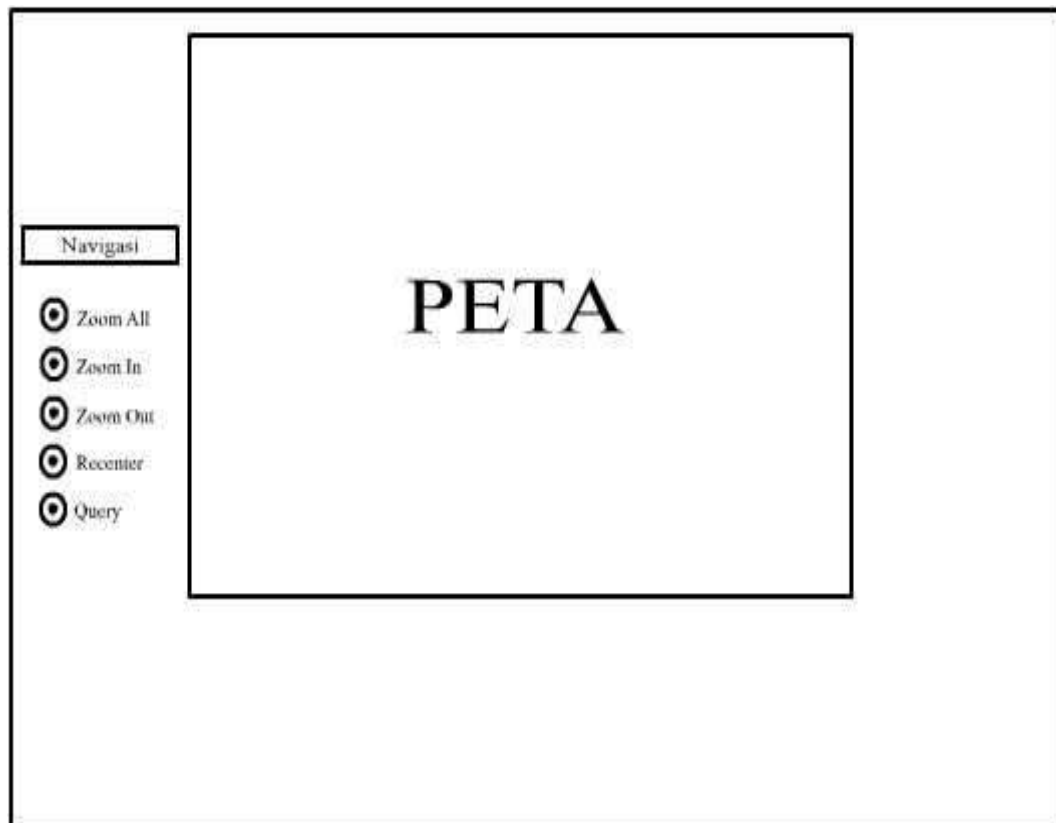 Navigasi
PETA
Zoom All
Zoom In
Zoom Out
Recenter
Query